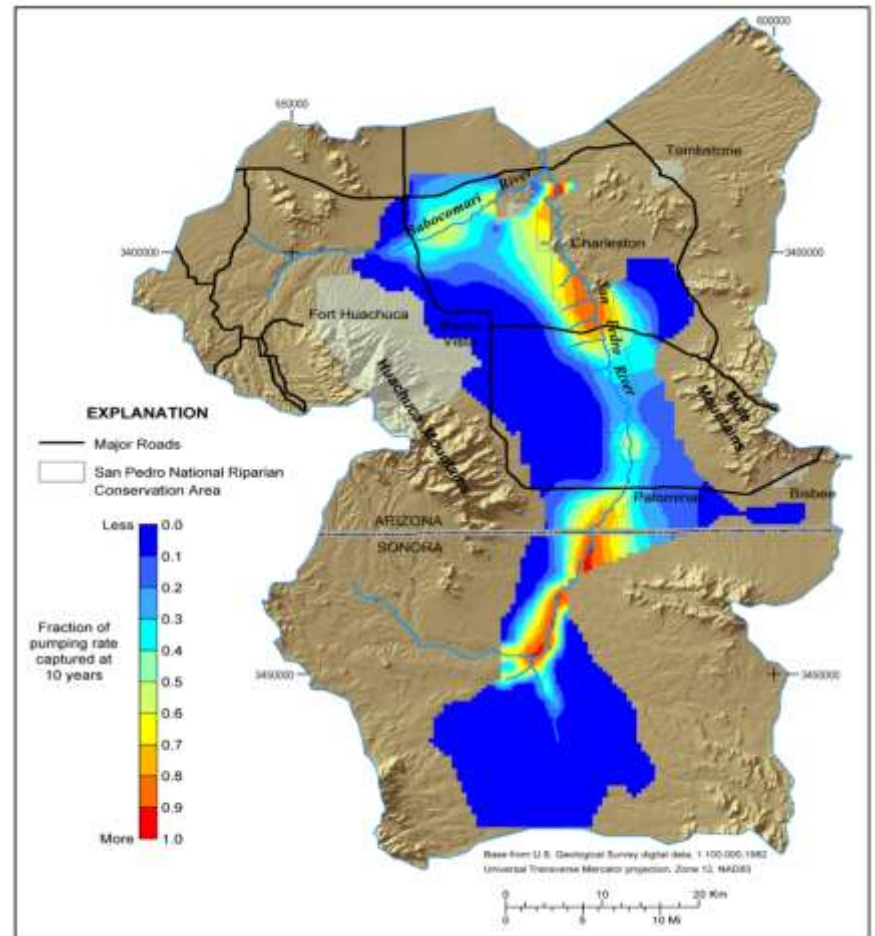 600000
550000
Tombstone
Babocomari River
3400000
Charleston
3400000
San Pedro River
Fort Huachuca
Huachuca Mountains
Mule Mountains
EXPLANATION
Major Roads
San Pedro National Riparian
Conservation Area
Palominas
Bisbee
ARIZONA
SONORA
Less
0.0
0.1
0.2
0.3
Fraction of
pumping rate
captured at
10 years
0.4
0.5
0.6
0.7
0.8
0.9
More
1.0
3450000
3450000
Base from U.S. Geological Survey digital data, 1:100,000,1982
Universal Transverse Mercator projection, Zone 12, NAD83
0 10 20 Km
0 5 10 Mi